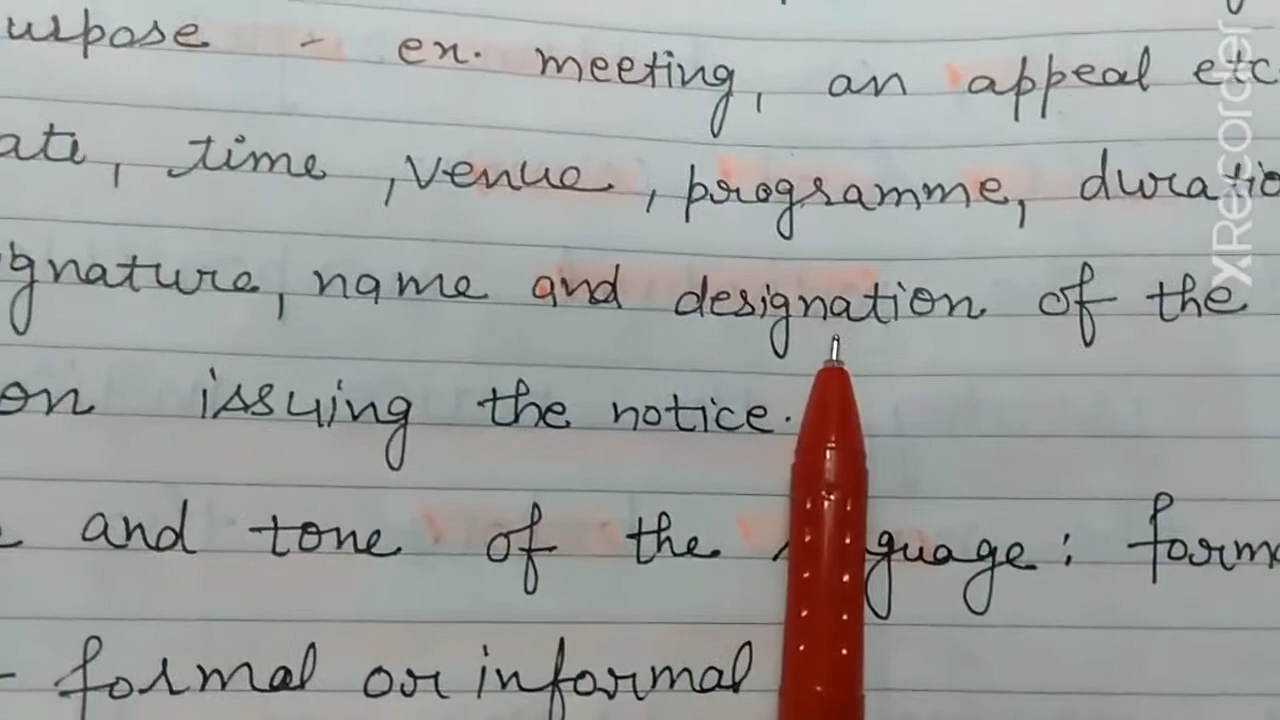 urpose - ex. meeting, an appeal etc
ate, time, venue, programme, duratio
gnature, name and designation of the
on issuing the notice.
and tone of the guage: forma
- formal or informal
XRecorder